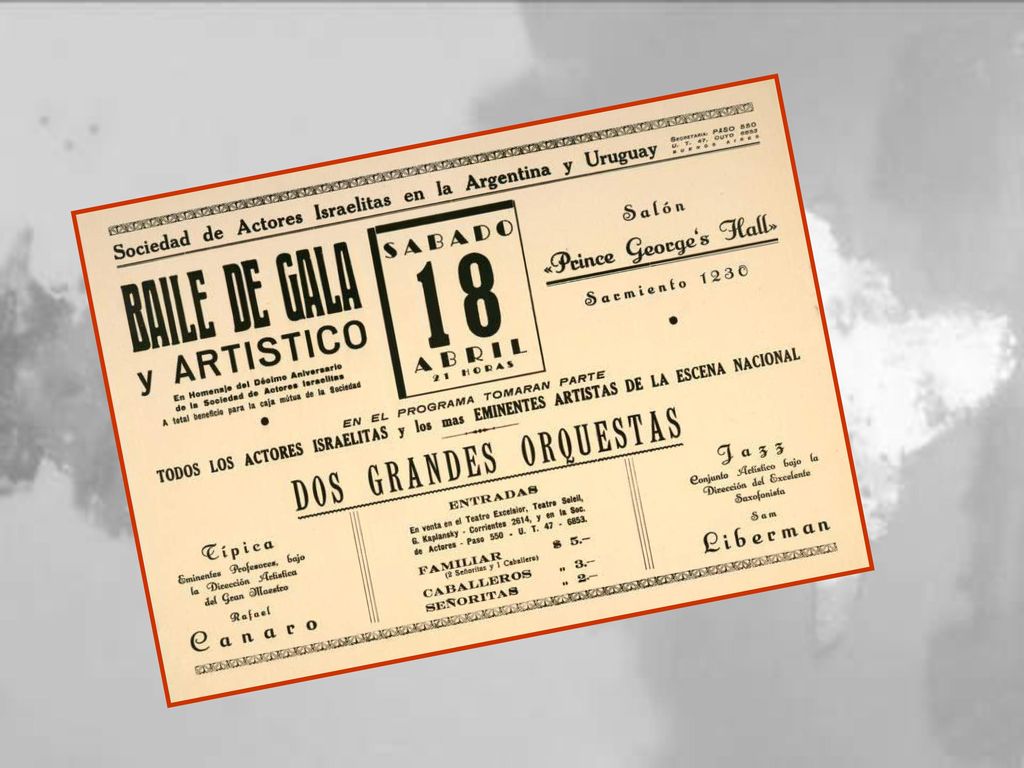 Sociedad de Actores Israelitas en la Argentina y Uruguay
SECRETARIA: PASO 550
U. T. 47, CUYO 6853
BUENOS AIRES
BAILE DE GALA
y ARTISTICO
En Homenaje del Décimo Aniversario
de la Sociedad de Actores Israelitas
A total beneficio para la caja mútua de la Sociedad
SABADO
18
ABRIL
21 HORAS
Salón
«Prince George's Hall»
Sarmiento 1230
EN EL PROGRAMA TOMARAN PARTE
TODOS LOS ACTORES ISRAELITAS y los mas EMINENTES ARTISTAS DE LA ESCENA NACIONAL
DOS GRANDES ORQUESTAS
Típica
Eminentes Profesores, bajo
la Dirección Artística
del Gran Maestro
Rafael
Canaro
ENTRADAS
En venta en el Teatro Excelsior, Teatro Soleil,
G. Kaplansky - Corrientes 2614, y en la Soc.
de Actores - Paso 550 - U. T. 47 - 6853.
FAMILIAR $ 5.—
(2 Señoritas y 1 Caballero)
CABALLEROS „ 3.—
SEÑORITAS „ 2.—
Jazz
Conjunto Artístico bajo la
Dirección del Excelente
Saxofonista
Sam
Liberman